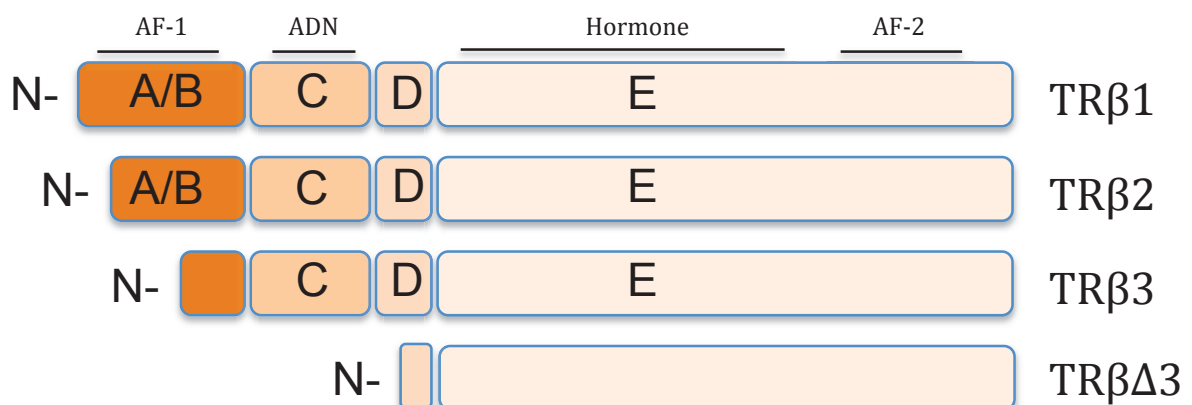 AF-1 ADN Hormone AF-2
N- A/B C D E TRβ1
N- A/B C D E TRβ2
N- C D E TRβ3
N- TRβΔ3